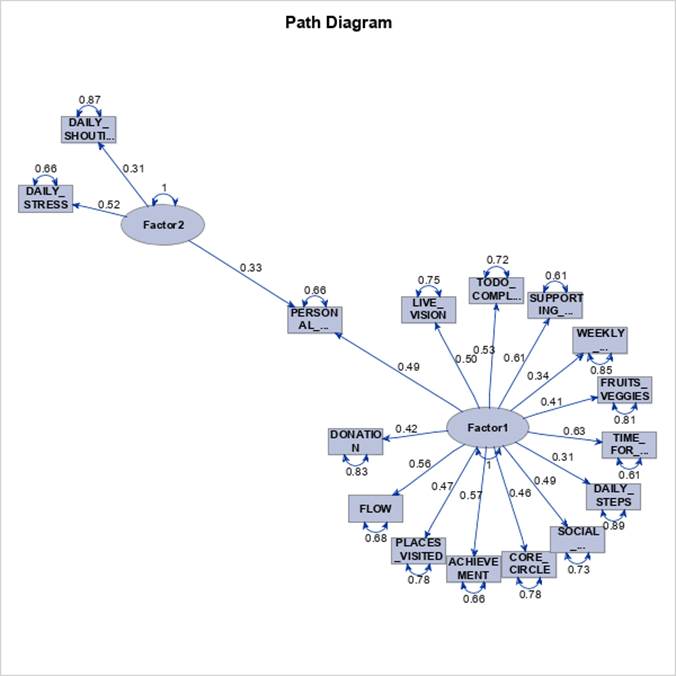 Path Diagram
0.87
DAILY_
SHOUTI...
0.31
0.66
DAILY_
STRESS
0.52
1
Factor2
0.33
0.66
PERSON
AL_...
0.49
0.75
LIVE_
VISION
0.50
0.72
TODO_
COMPL...
0.53
0.61
SUPPORT
ING_...
0.61
WEEKLY
_...
0.85
0.34
FRUITS_
VEGGIES
0.81
0.41
Factor1
1
TIME_
FOR_...
0.61
0.63
DONATIO
N
0.83
0.42
0.31
DAILY_
STEPS
0.89
0.56
FLOW
0.68
0.49
SOCIAL
_...
0.73
0.47
PLACES
_VISITED
0.78
0.57
ACHIEVE
MENT
0.66
0.46
CORE_
CIRCLE
0.78